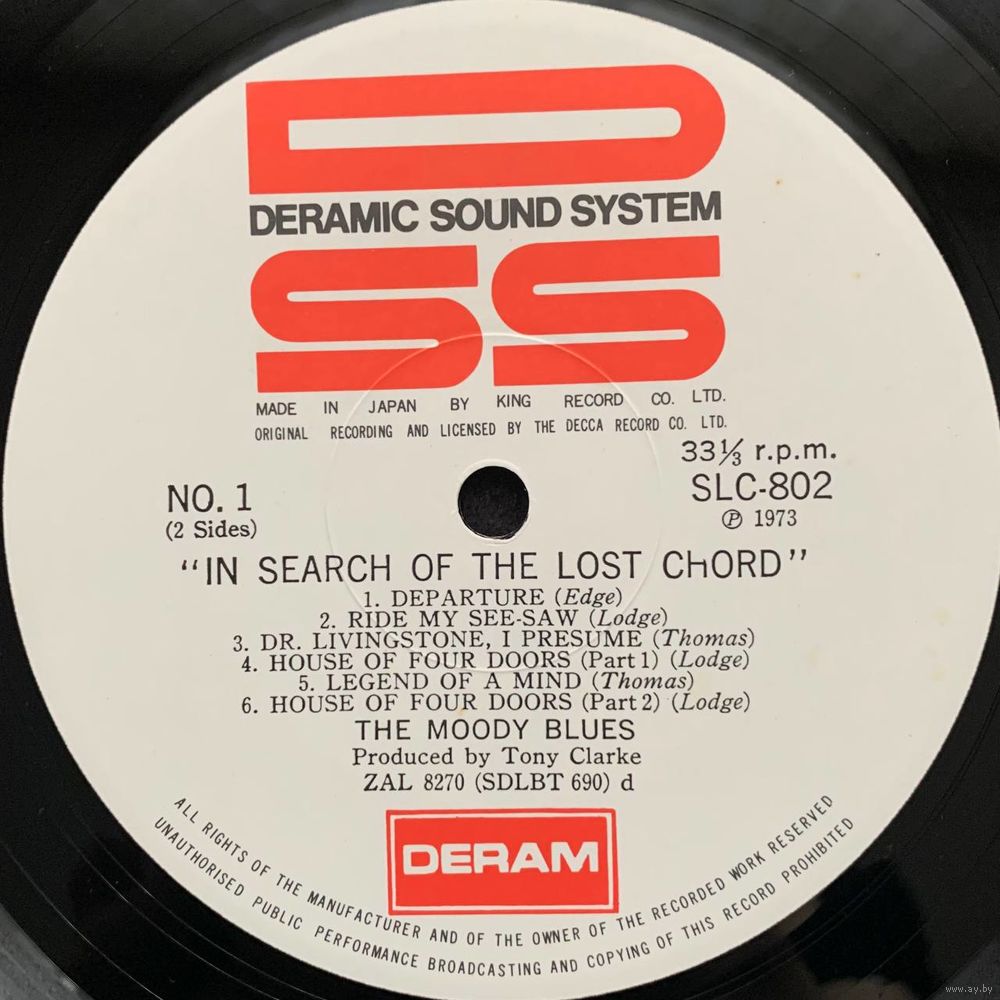 DERAMIC SOUND SYSTEM
DSS
MADE IN JAPAN BY KING RECORD CO. LTD.
ORIGINAL RECORDING AND LICENSED BY THE DECCA RECORD CO. LTD.
33⅓ r.p.m.
NO. 1
SLC-802
(2 Sides)
℗ 1973
"IN SEARCH OF THE LOST CHORD"
1. DEPARTURE (Edge)
2. RIDE MY SEE-SAW (Lodge)
3. DR. LIVINGSTONE, I PRESUME (Thomas)
4. HOUSE OF FOUR DOORS (Part 1) (Lodge)
5. LEGEND OF A MIND (Thomas)
6. HOUSE OF FOUR DOORS (Part 2) (Lodge)
THE MOODY BLUES
Produced by Tony Clarke
ZAL 8270 (SDLBT 690) d
DERAM
ALL RIGHTS OF THE MANUFACTURER AND OF THE OWNER OF THE RECORDED WORK RESERVED
UNAUTHORISED PUBLIC PERFORMANCE BROADCASTING AND COPYING OF THIS RECORD PROHIBITED
www.ay.by